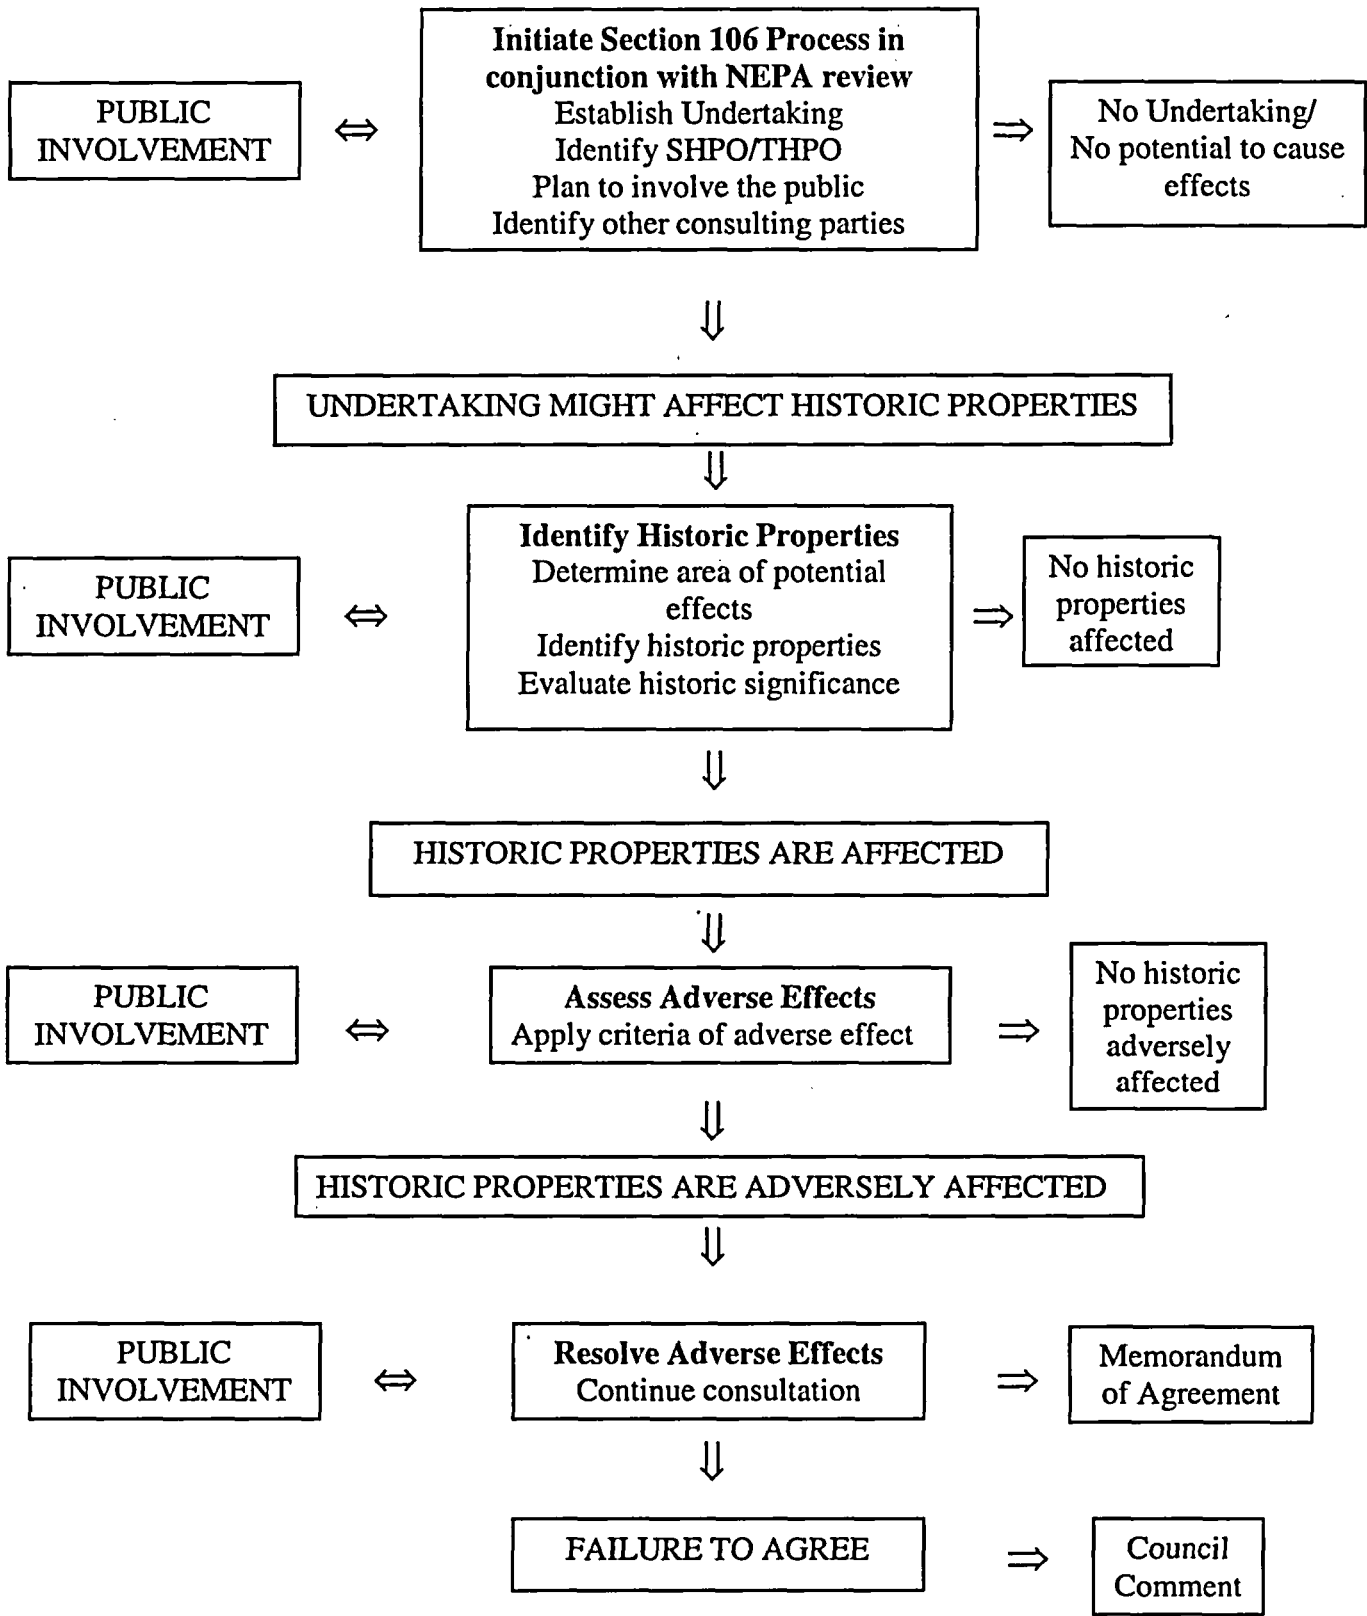 Initiate Section 106 Process in
conjunction with NEPA review
Establish Undertaking
Identify SHPO/THPO
Plan to involve the public
Identify other consulting parties
PUBLIC
INVOLVEMENT
No Undertaking/
No potential to cause
effects
UNDERTAKING MIGHT AFFECT HISTORIC PROPERTIES
PUBLIC
INVOLVEMENT
Identify Historic Properties
Determine area of potential
effects
Identify historic properties
Evaluate historic significance
No historic
properties
affected
HISTORIC PROPERTIES ARE AFFECTED
PUBLIC
INVOLVEMENT
Assess Adverse Effects
Apply criteria of adverse effect
No historic
properties
adversely
affected
HISTORIC PROPERTIES ARE ADVERSELY AFFECTED
PUBLIC
INVOLVEMENT
Resolve Adverse Effects
Continue consultation
Memorandum
of Agreement
FAILURE TO AGREE
Council
Comment